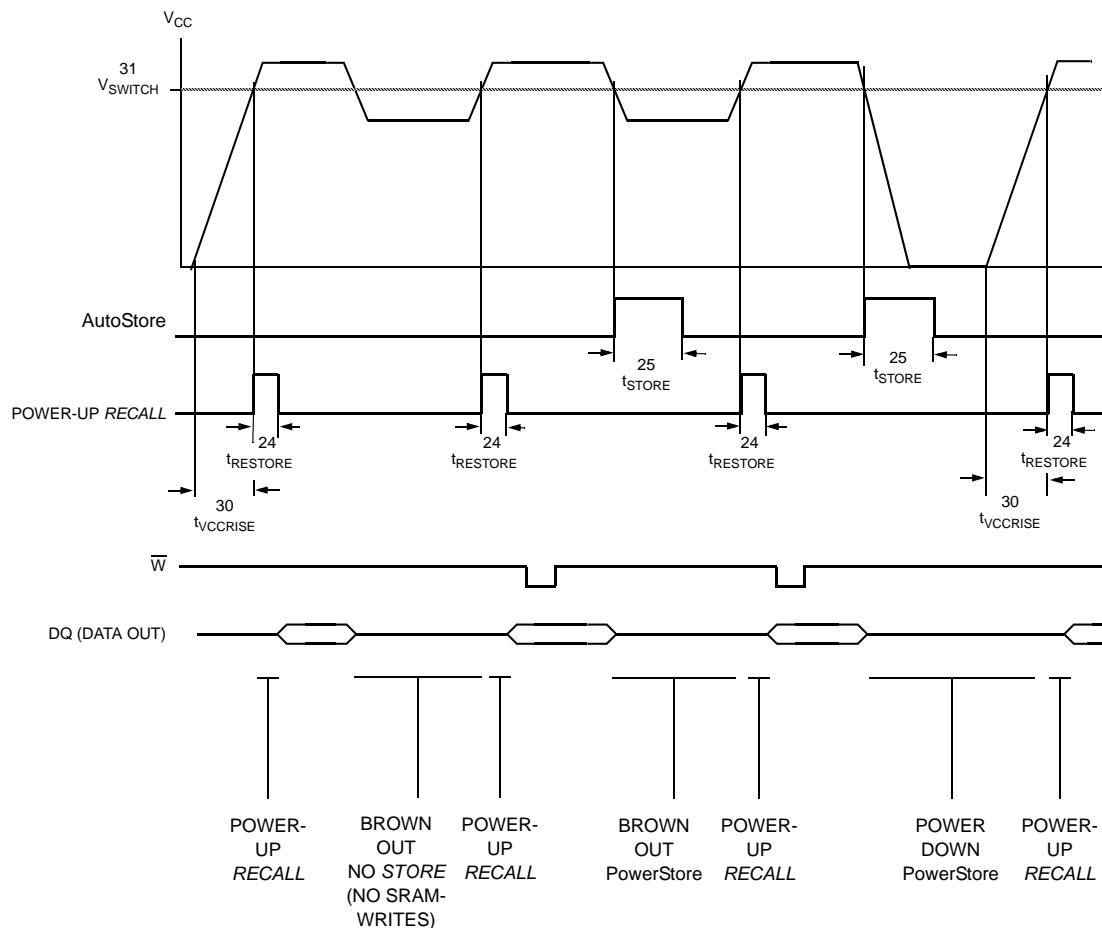 VCC
31
VSWITCH
AutoStore
25
tSTORE
25
tSTORE
POWER-UP RECALL
24
tRESTORE
24
tRESTORE
24
tRESTORE
24
tRESTORE
30
tVCCRISE
30
tVCCRISE
W
DQ (DATA OUT)
POWER-
UP
RECALL
BROWN
OUT
NO STORE
(NO SRAM-
WRITES)
POWER-
UP
RECALL
BROWN
OUT
PowerStore
POWER-
UP
RECALL
POWER
DOWN
PowerStore
POWER-
UP
RECALL